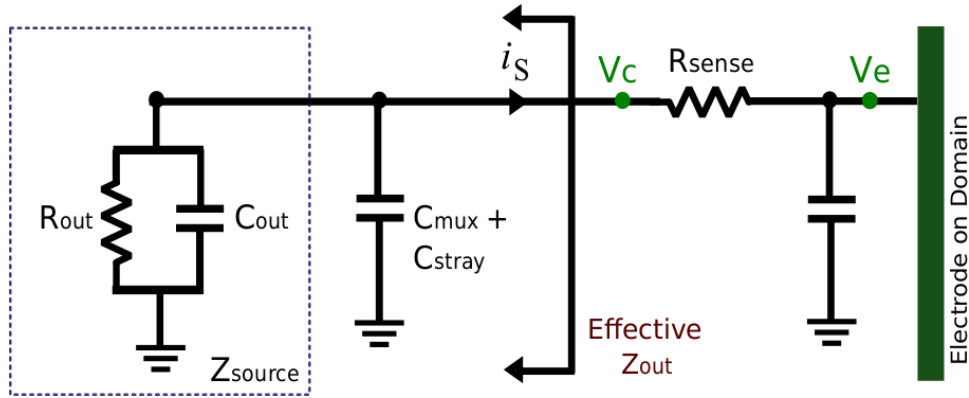 iS
Vc
Rsense
Ve
Rout
Cout
Cmux +
Cstray
Effective
Zout
Zsource
Electrode on Domain